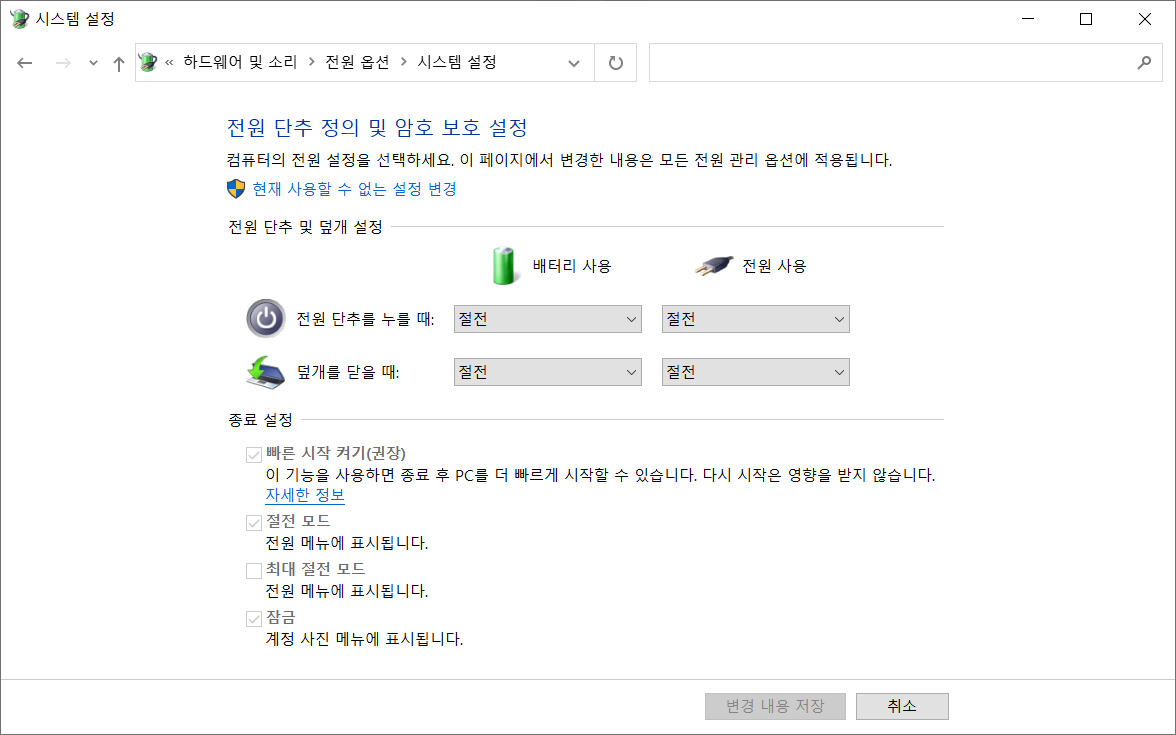 시스템 설정
« 하드웨어 및 소리 > 전원 옵션 > 시스템 설정
전원 단추 정의 및 암호 보호 설정
컴퓨터의 전원 설정을 선택하세요. 이 페이지에서 변경한 내용은 모든 전원 관리 옵션에 적용됩니다.
현재 사용할 수 없는 설정 변경
전원 단추 및 덮개 설정
배터리 사용 전원 사용
전원 단추를 누를 때: 절전 절전
덮개를 닫을 때: 절전 절전
종료 설정
빠른 시작 켜기(권장)
이 기능을 사용하면 종료 후 PC를 더 빠르게 시작할 수 있습니다. 다시 시작은 영향을 받지 않습니다.
자세한 정보
절전 모드
전원 메뉴에 표시됩니다.
최대 절전 모드
전원 메뉴에 표시됩니다.
잠금
계정 사진 메뉴에 표시됩니다.
변경 내용 저장 취소